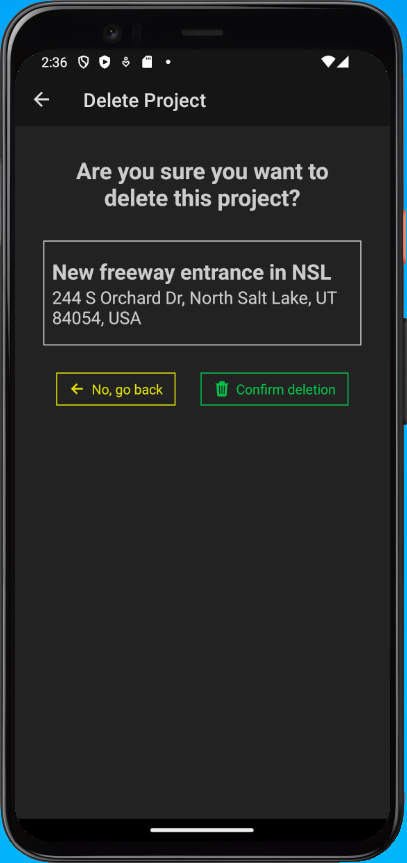 2:36
Delete Project
Are you sure you want to
delete this project?
New freeway entrance in NSL
244 S Orchard Dr, North Salt Lake, UT
84054, USA
No, go back
Confirm deletion